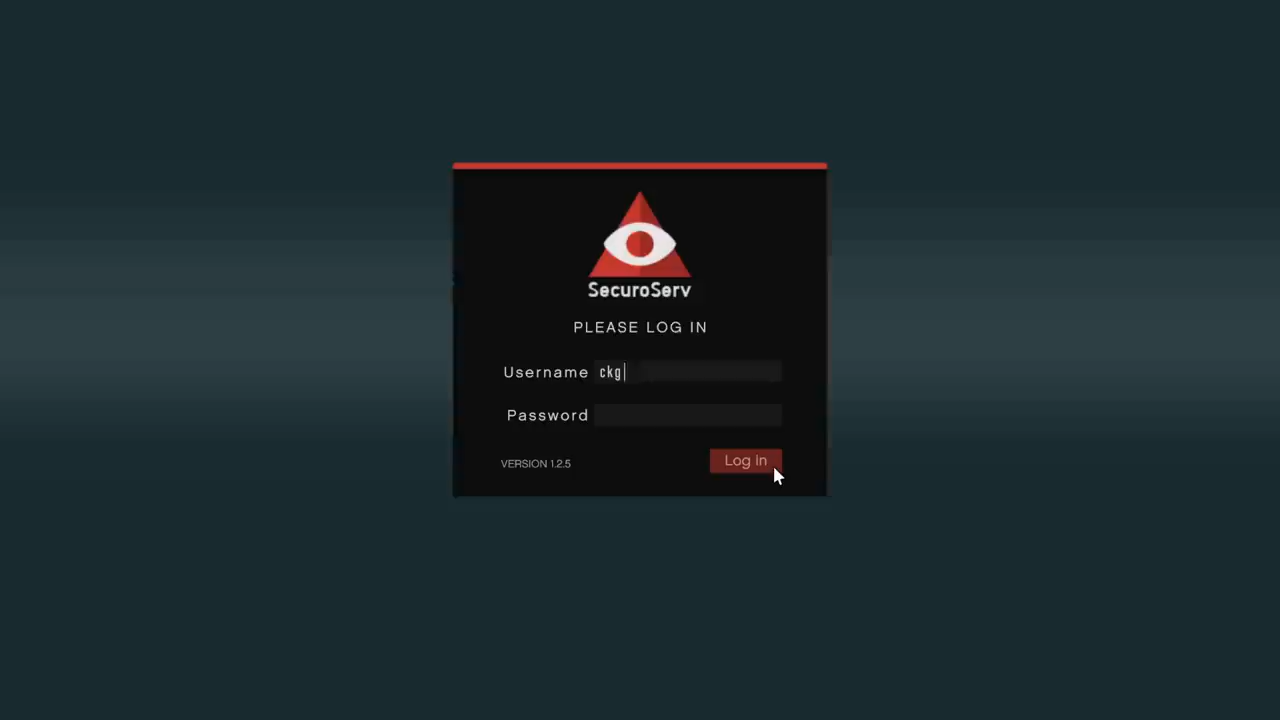 SecuroServ
PLEASE LOG IN
Username ckg
Password
VERSION 1.2.5 Log In